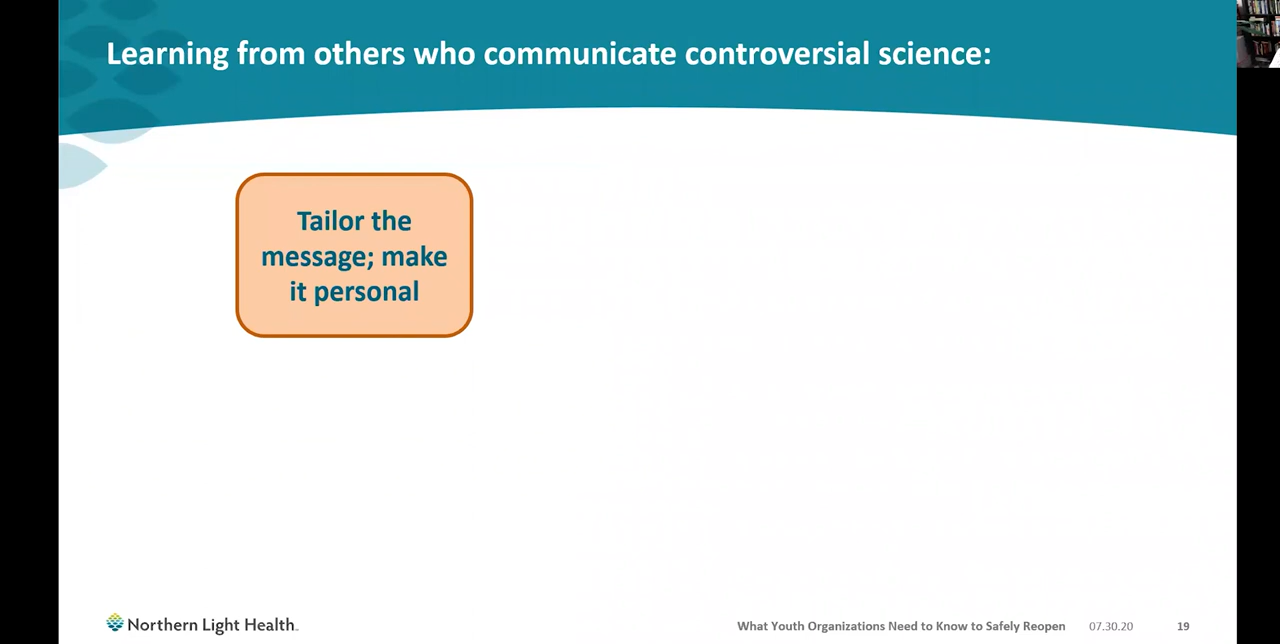 Learning from others who communicate controversial science:
Tailor the
message; make
it personal
Northern Light Health
What Youth Organizations Need to Know to Safely Reopen 07.30.20 19